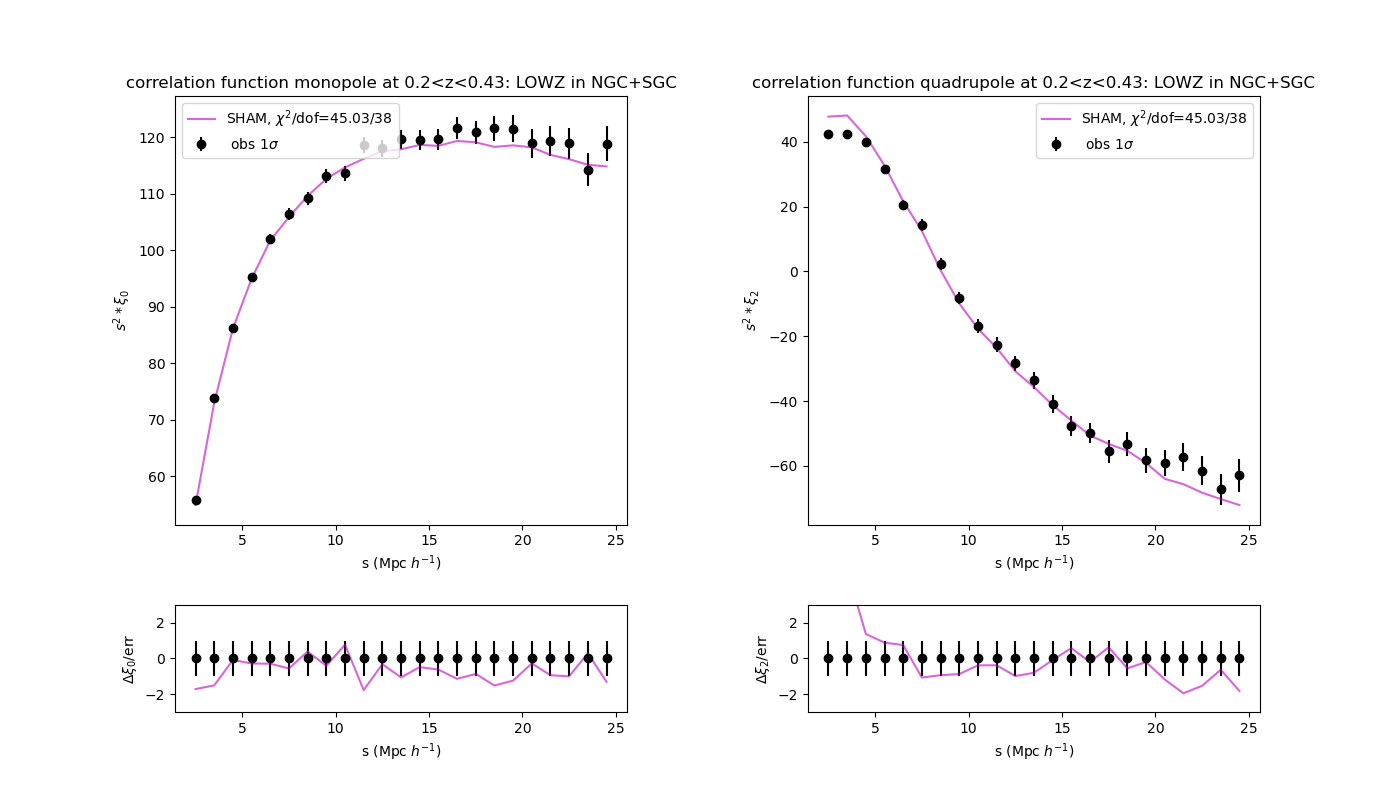 correlation function monopole at 0.2<z<0.43: LOWZ in NGC+SGC
SHAM, χ²/dof=45.03/38
obs 1σ
s² * ξ₀
120
110
100
90
80
70
60
5 10 15 20 25
s (Mpc h⁻¹)
Δξ₀/err
2
0
−2
5 10 15 20 25
s (Mpc h⁻¹)
correlation function quadrupole at 0.2<z<0.43: LOWZ in NGC+SGC
SHAM, χ²/dof=45.03/38
obs 1σ
s² * ξ₂
40
20
0
−20
−40
−60
5 10 15 20 25
s (Mpc h⁻¹)
Δξ₂/err
2
0
−2
5 10 15 20 25
s (Mpc h⁻¹)